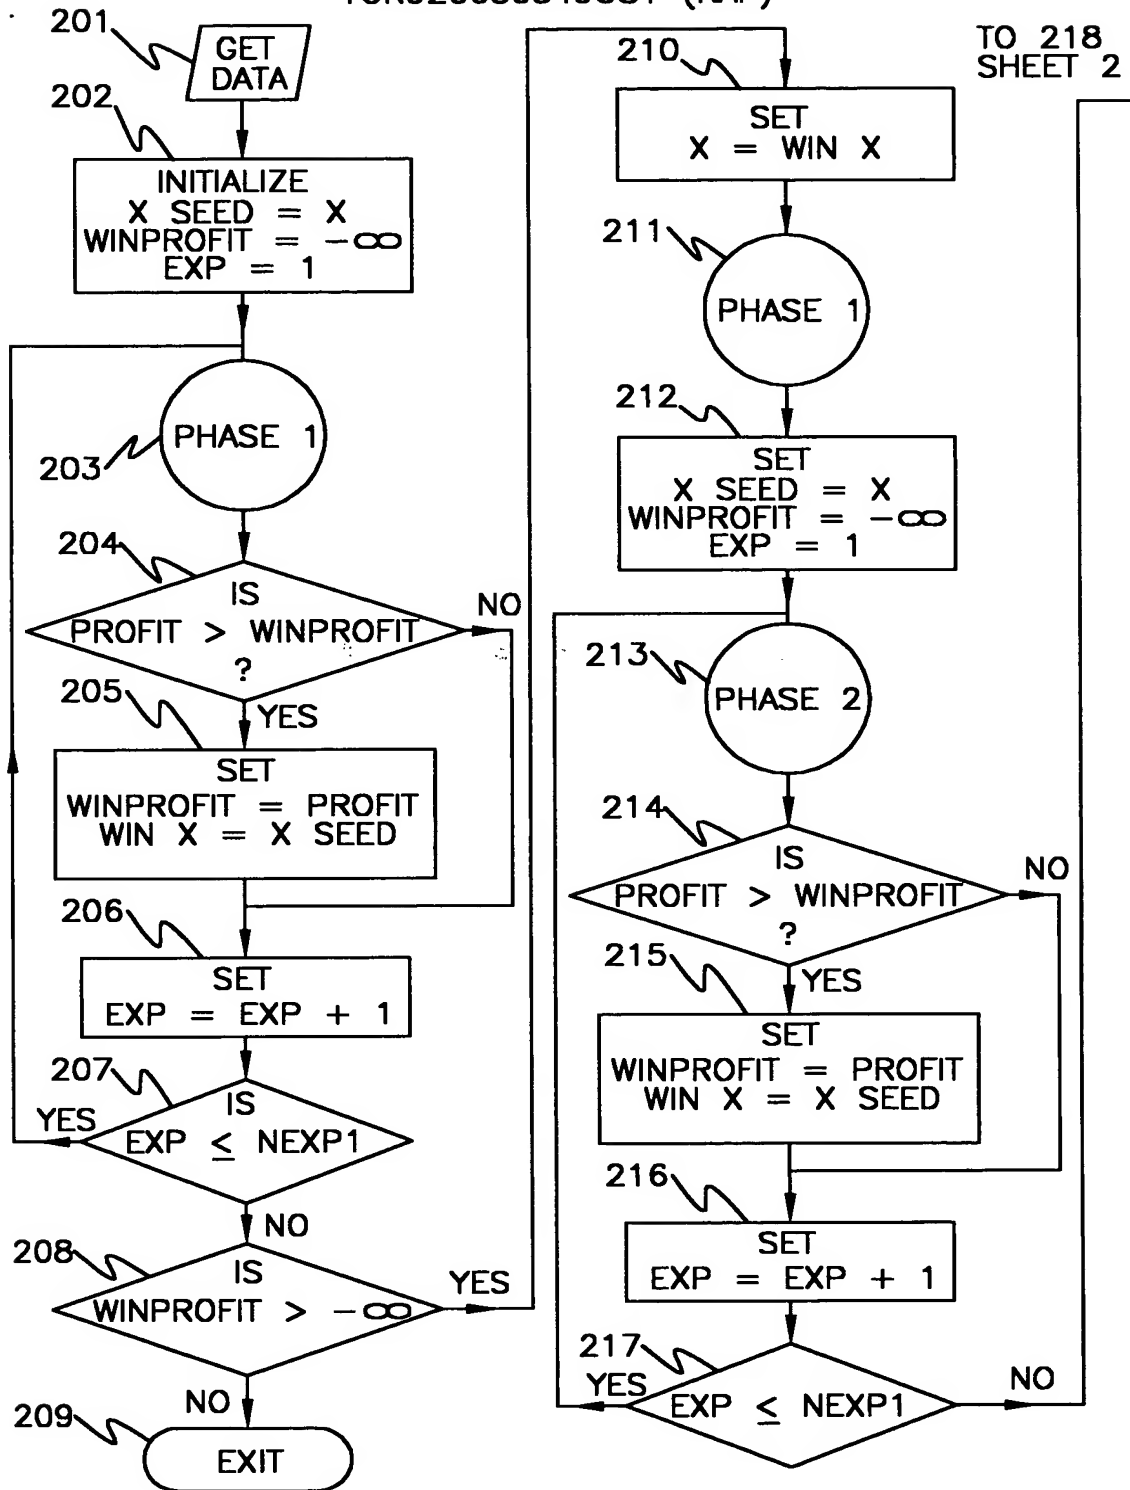 201
GET
DATA
202
INITIALIZE
X SEED = X
WINPROFIT = -∞
EXP = 1
PHASE 1
203
204
IS
PROFIT > WINPROFIT
?
NO
205
YES
SET
WINPROFIT = PROFIT
WIN X = X SEED
206
SET
EXP = EXP + 1
207
IS
EXP ≤ NEXP1
YES
NO
208
IS
WINPROFIT > -∞
YES
NO
209
EXIT
210
SET
X = WIN X
211
PHASE 1
212
SET
X SEED = X
WINPROFIT = -∞
EXP = 1
213
PHASE 2
214
IS
PROFIT > WINPROFIT
?
NO
215
YES
SET
WINPROFIT = PROFIT
WIN X = X SEED
216
SET
EXP = EXP + 1
217
YES
EXP ≤ NEXP1
NO
TO 218
SHEET 2